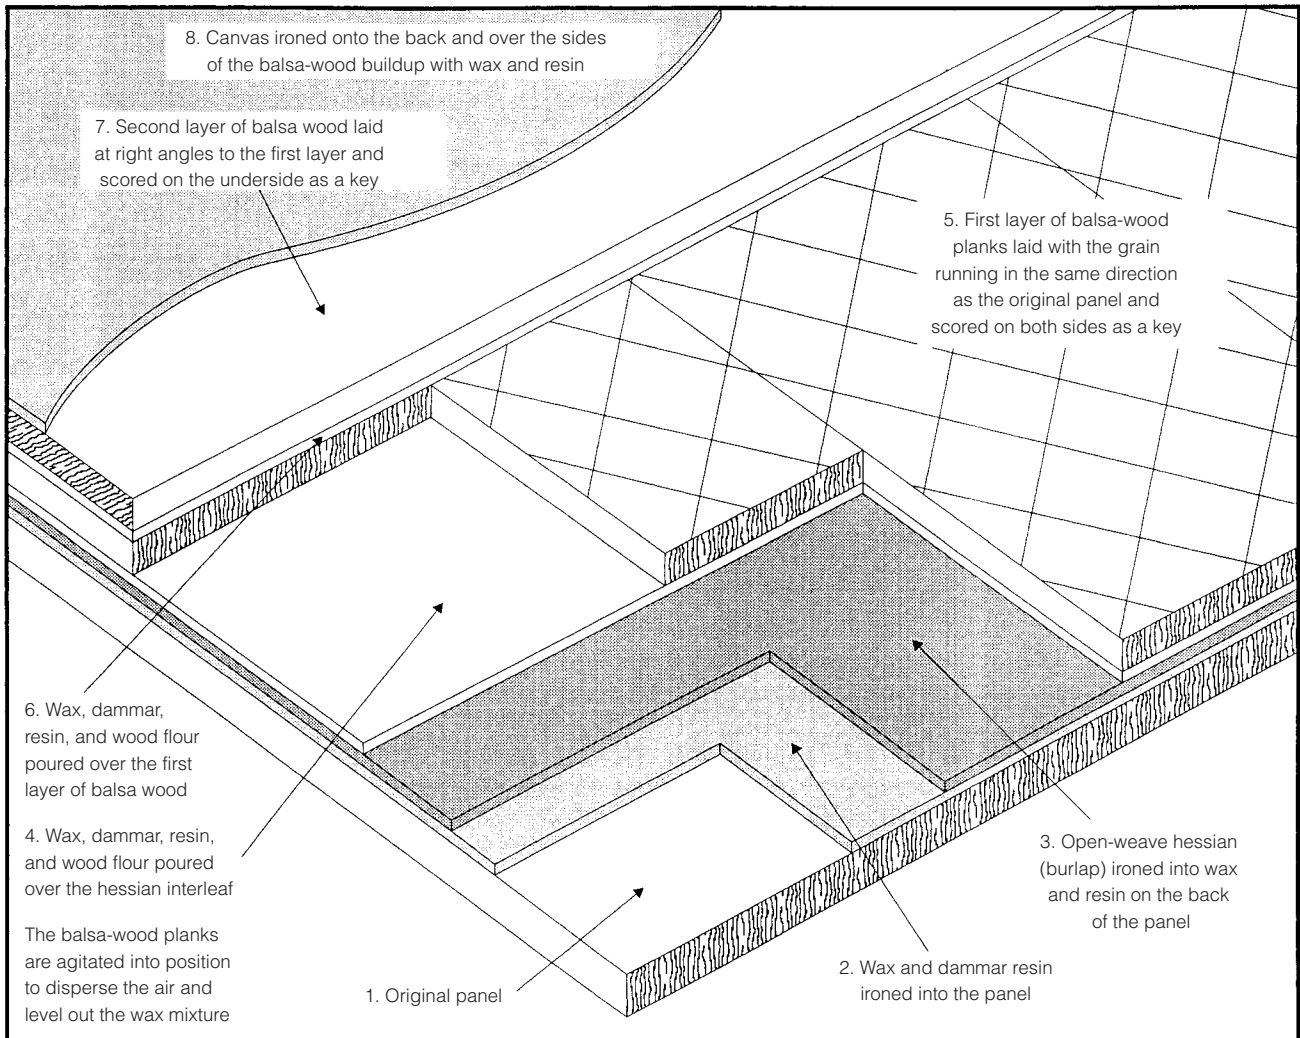 8. Canvas ironed onto the back and over the sides
of the balsa-wood buildup with wax and resin
7. Second layer of balsa wood laid
at right angles to the first layer and
scored on the underside as a key
5. First layer of balsa-wood
planks laid with the grain
running in the same direction
as the original panel and
scored on both sides as a key
6. Wax, dammar,
resin, and wood flour
poured over the first
layer of balsa wood
4. Wax, dammar, resin,
and wood flour poured
over the hessian interleaf
The balsa-wood planks
are agitated into position
to disperse the air and
level out the wax mixture
1. Original panel
2. Wax and dammar resin
ironed into the panel
3. Open-weave hessian
(burlap) ironed into wax
and resin on the back
of the panel